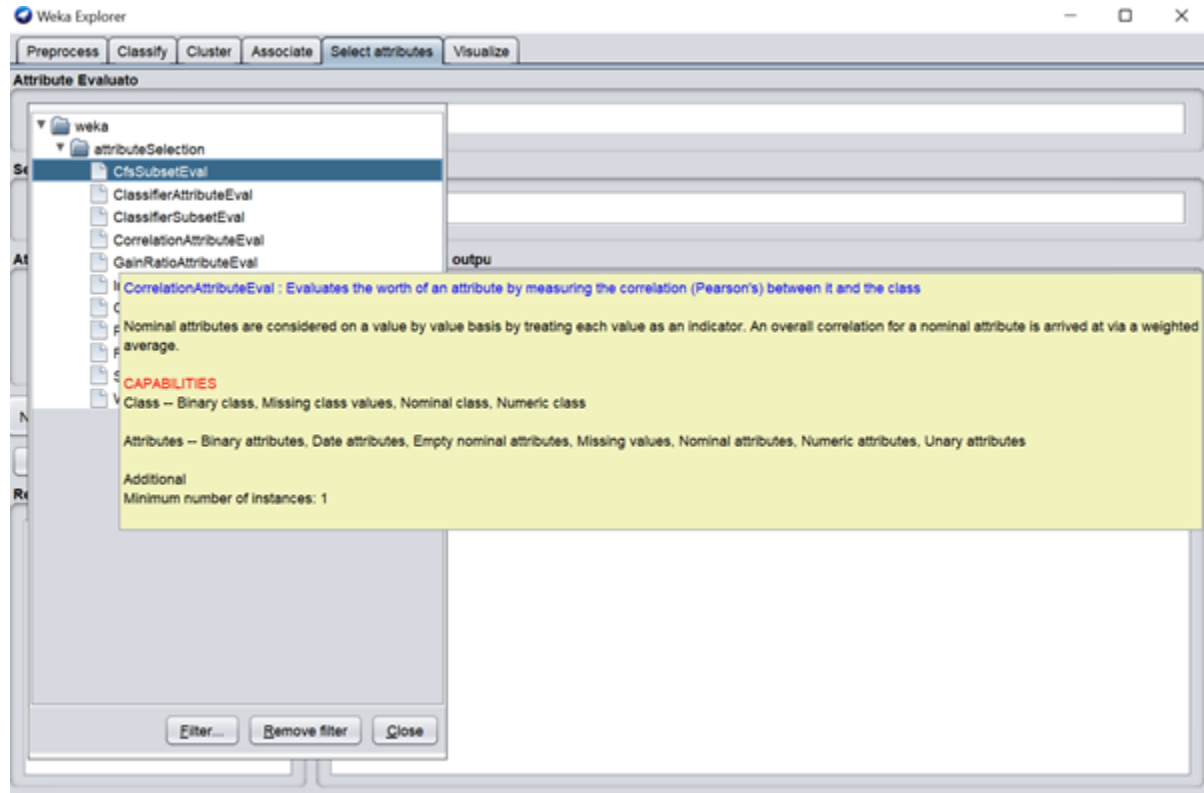 Weka Explorer
Preprocess Classify Cluster Associate Select attributes Visualize
Attribute Evaluato
weka
attributeSelection
CfsSubsetEval
ClassifierAttributeEval
ClassifierSubsetEval
CorrelationAttributeEval
GainRatioAttributeEval
outpu
CorrelationAttributeEval : Evaluates the worth of an attribute by measuring the correlation (Pearson's) between it and the class
Nominal attributes are considered on a value by value basis by treating each value as an indicator. An overall correlation for a nominal attribute is arrived at via a weighted
average.
CAPABILITIES
Class -- Binary class, Missing class values, Nominal class, Numeric class
Attributes -- Binary attributes, Date attributes, Empty nominal attributes, Missing values, Nominal attributes, Numeric attributes, Unary attributes
Additional
Minimum number of instances: 1
Filter... Remove filter Close